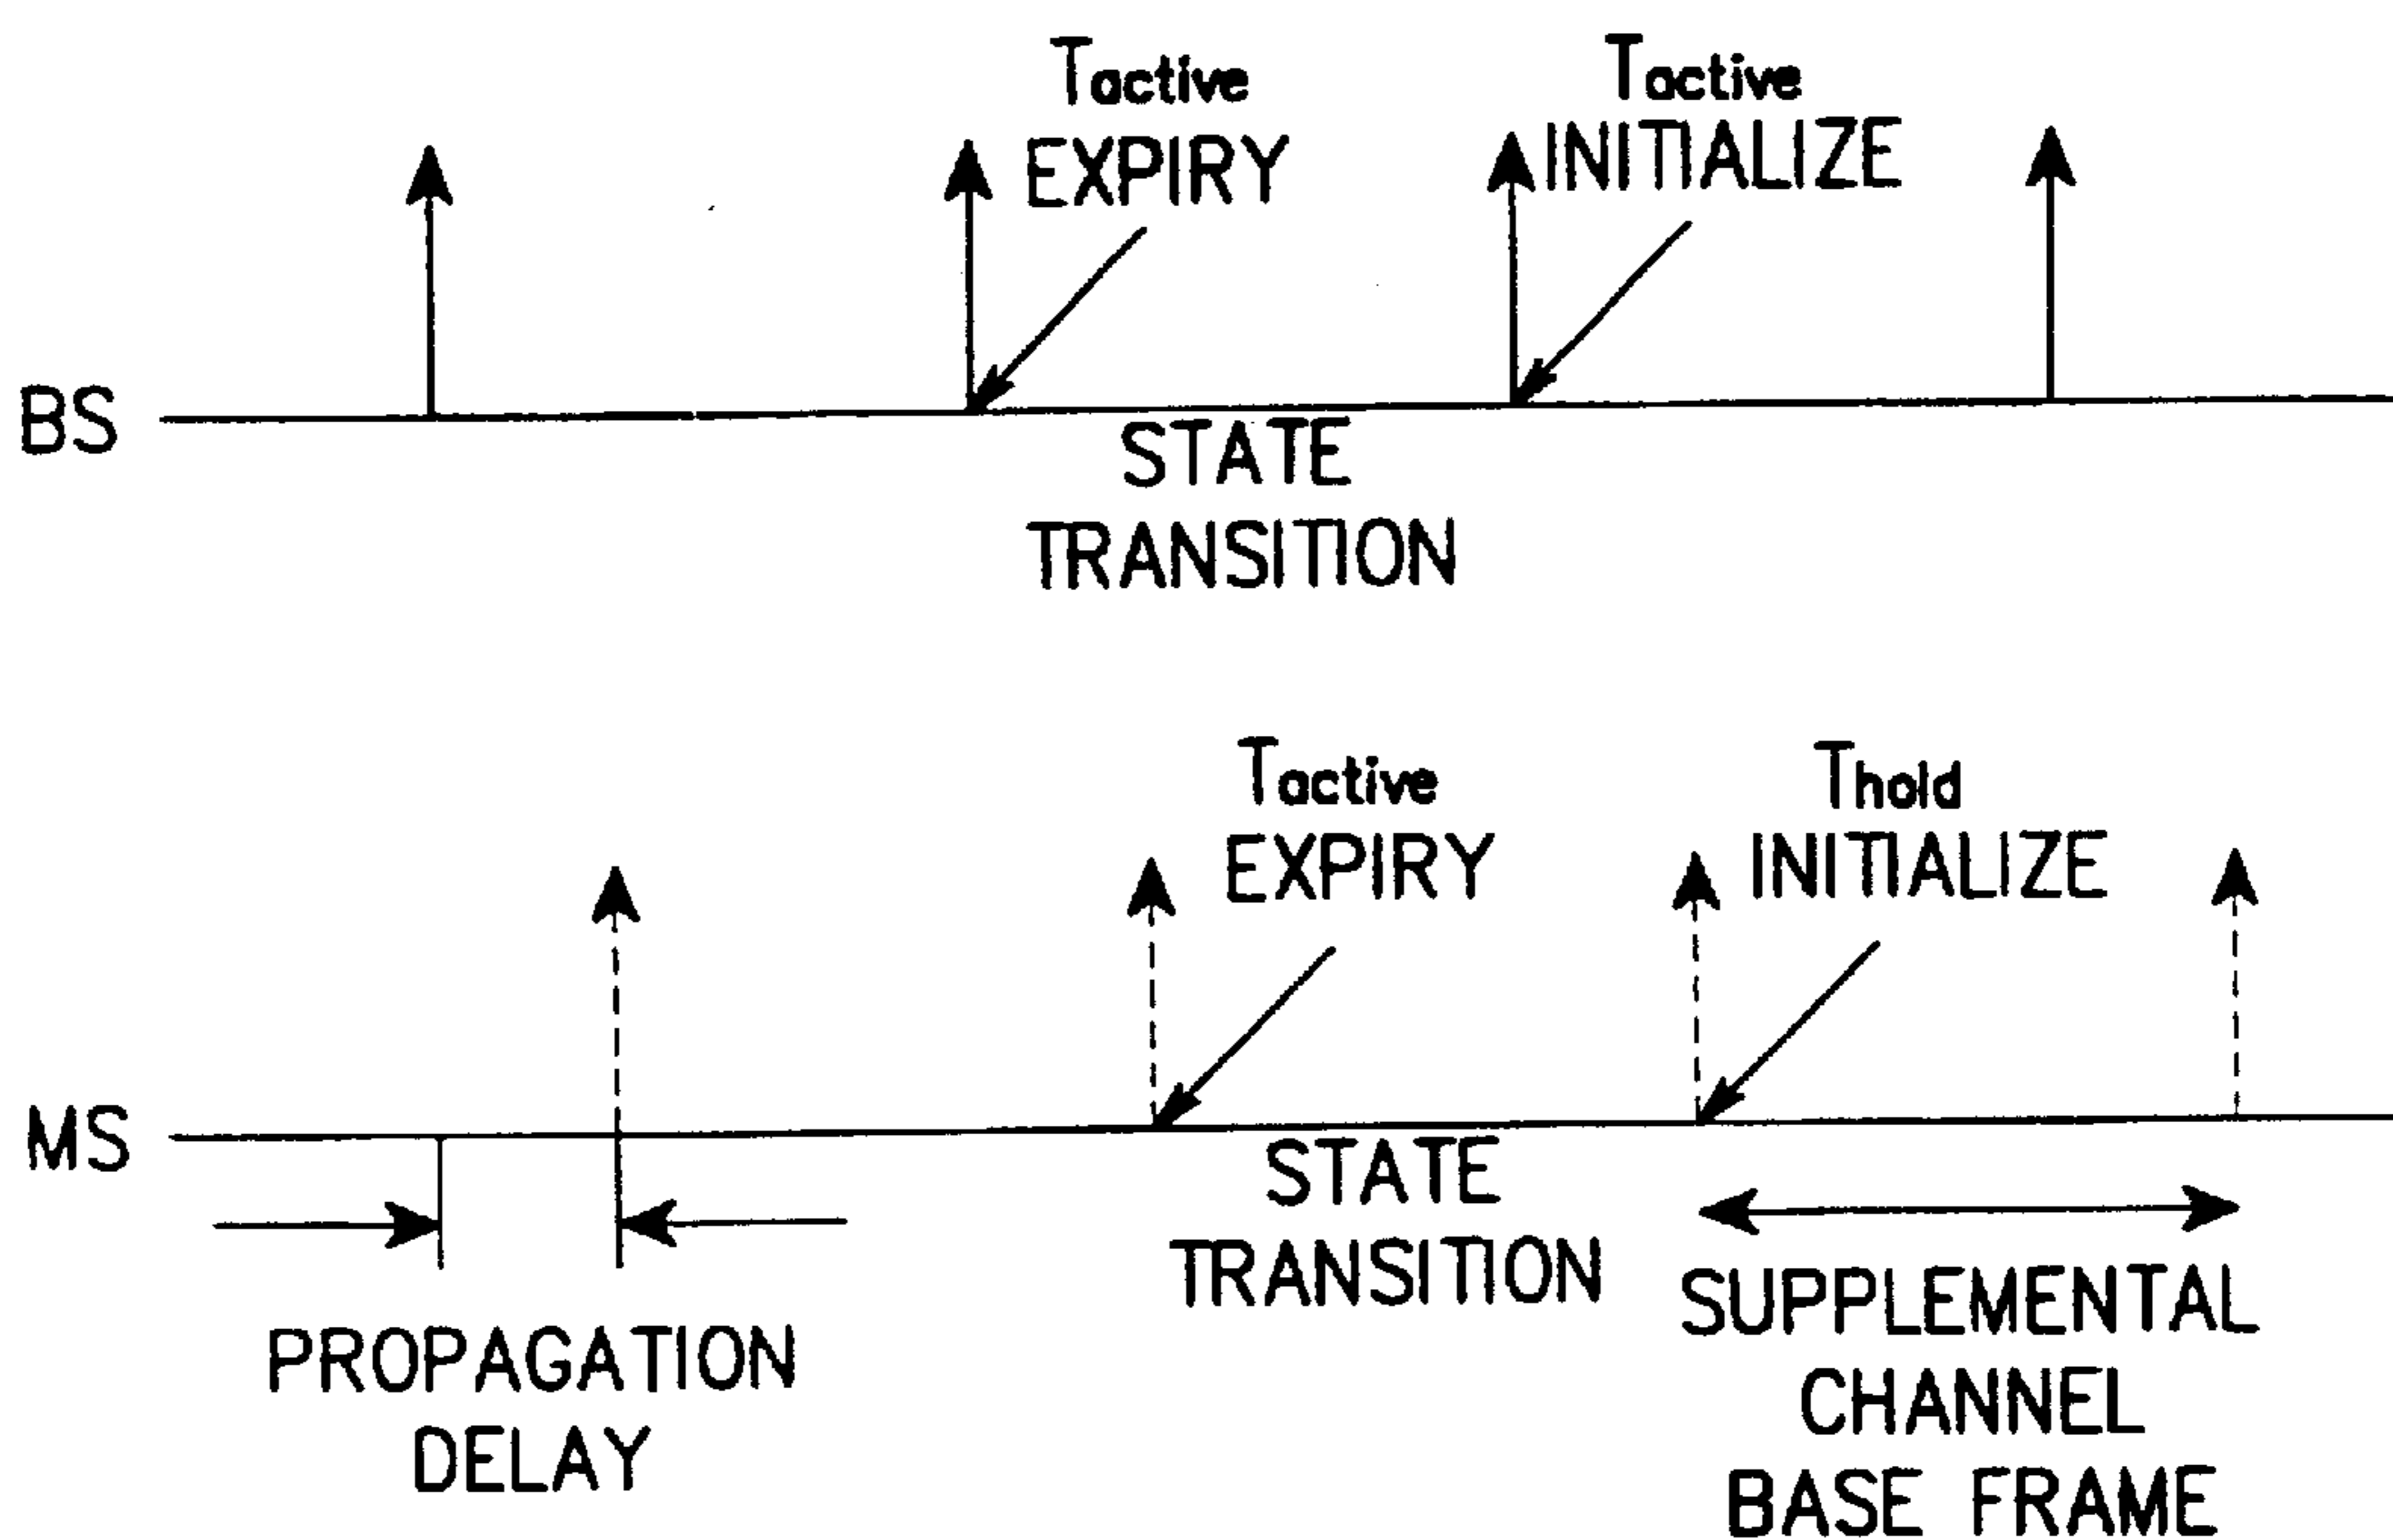 Tactive
EXPIRY
Tactive
INITIALIZE
BS
STATE
TRANSITION
Tactive
EXPIRY
Thold
INITIALIZE
MS
STATE
TRANSITION
PROPAGATION
DELAY
SUPPLEMENTAL
CHANNEL
BASE FRAME